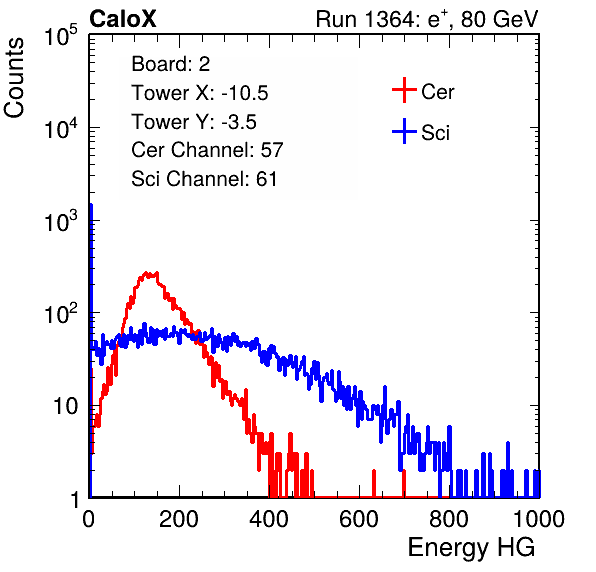 CaloX Run 1364: e⁺, 80 GeV
Counts
10⁵
10⁴
10³
10²
10
1
Board: 2
Tower X: -10.5
Tower Y: -3.5
Cer Channel: 57
Sci Channel: 61
Cer
Sci
0 200 400 600 800 1000
Energy HG